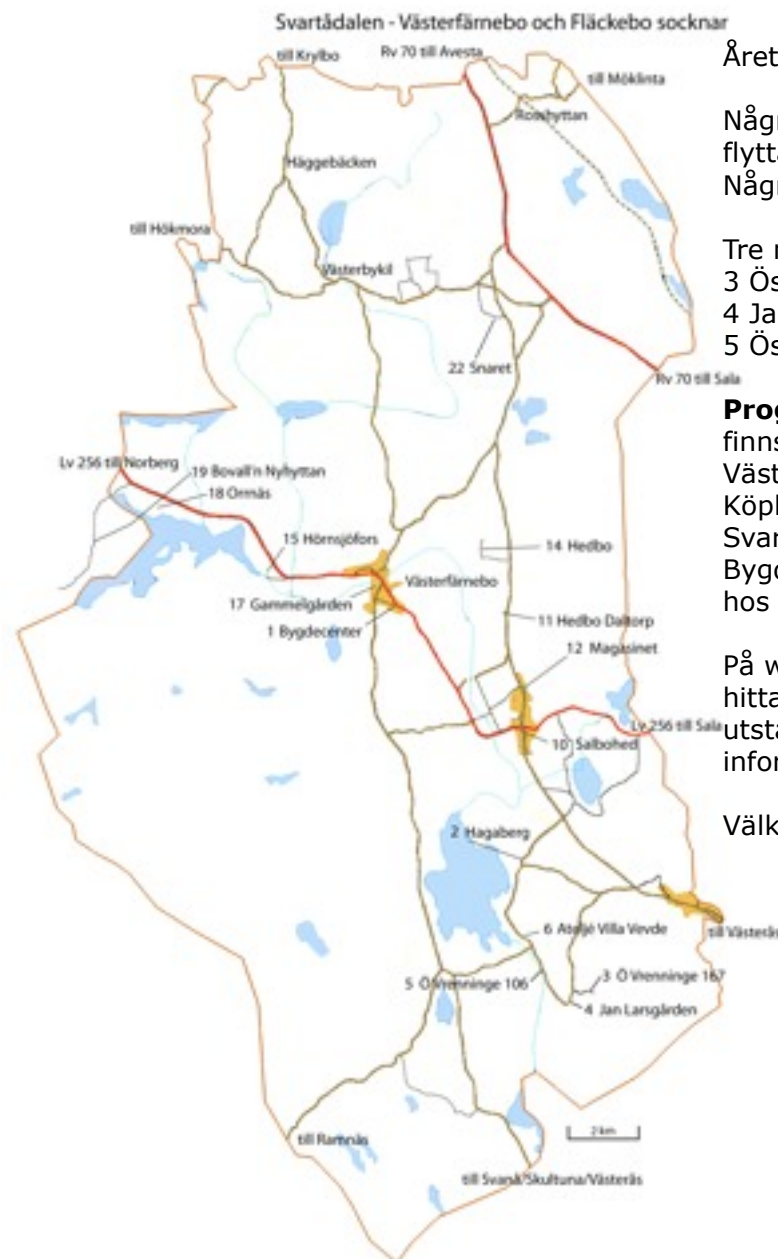 Svartådalen - Västerfärnebo och Fläckebo socknar
till Krylbo
Rv 70 till Avesta
till Möklinta
Rosshyttan
Häggebäcken
till Hökmora
Västerbykil
22 Snaret
Rv 70 till Sala
Lv 256 till Norberg
19 Bovall'n Nyhyttan
18 Orrnäs
15 Hörnsjöfors
14 Hedbo
Västerfärnebo
17 Gammelgården
1 Bygdecenter
11 Hedbo Daltorp
12 Magasinet
Lv 256 till Sala
10 Salbohed
2 Hagaberg
till Västerås
6 Ateljé Villa Vevde
5 Ö Vrenninge 106
3 Ö Vrenninge 167
4 Jan Larsgården
2 km
till Ramnäs
till Svanå/Skultuna/Västerås
Året
Någr
flytta
Någr
Tre r
3 Ös
4 Ja
5 Ös
Prog
finns
Väst
Köpl
Svar
Bygd
hos
På w
hitta
utstä
infor
Välk